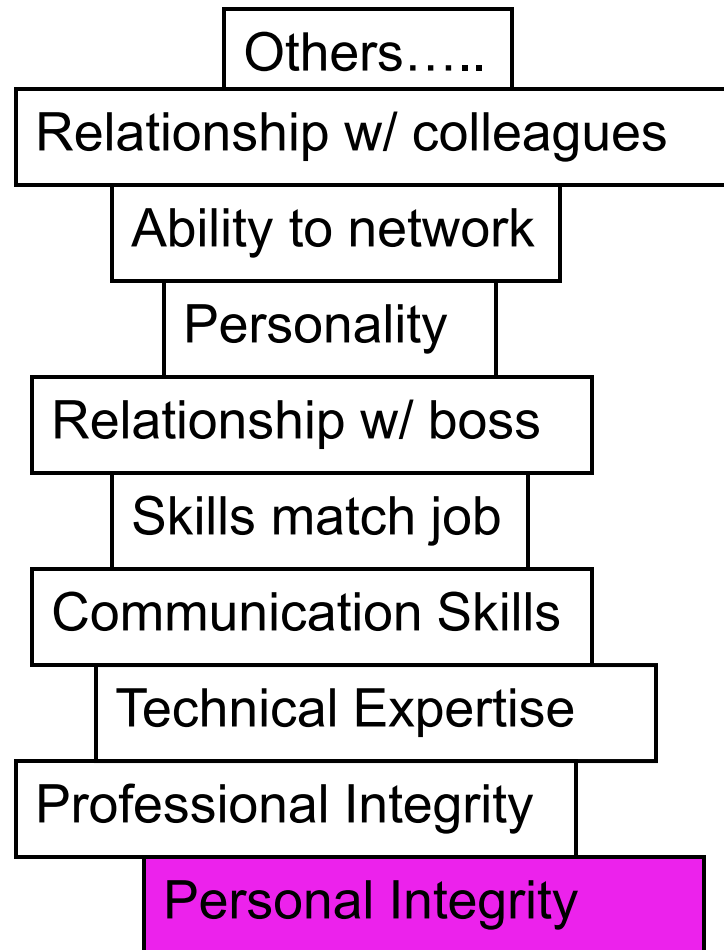 Others…..
Relationship w/ colleagues
Ability to network
Personality
Relationship w/ boss
Skills match job
Communication Skills
Technical Expertise
Professional Integrity
Personal Integrity